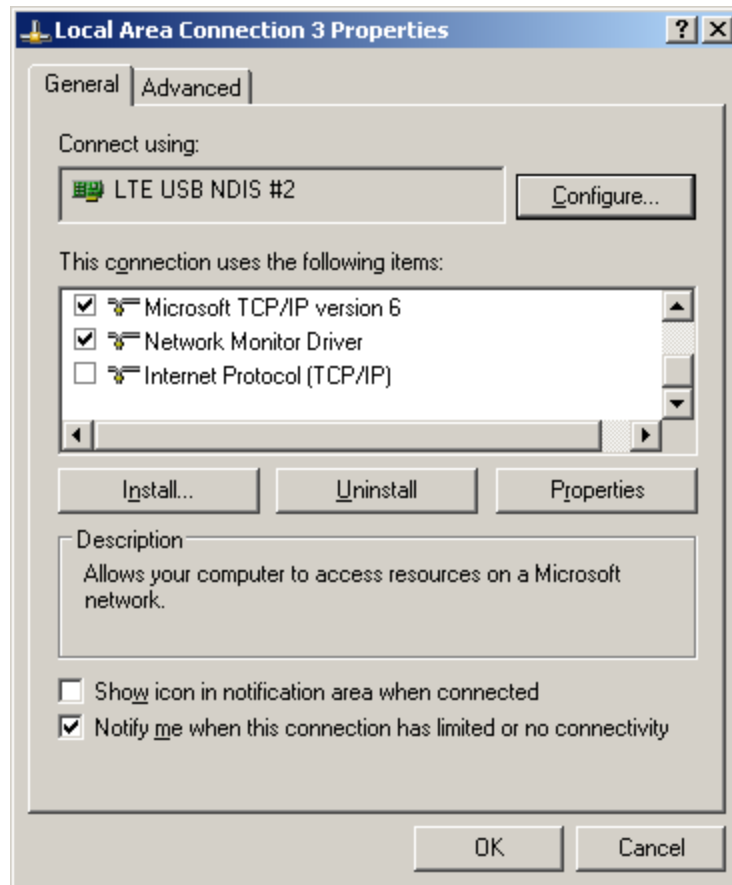 Local Area Connection 3 Properties
General Advanced
Connect using:
LTE USB NDIS #2
Configure...
This connection uses the following items:
Microsoft TCP/IP version 6
Network Monitor Driver
Internet Protocol (TCP/IP)
Install... Uninstall Properties
Description
Allows your computer to access resources on a Microsoft
network.
Show icon in notification area when connected
Notify me when this connection has limited or no connectivity
OK Cancel